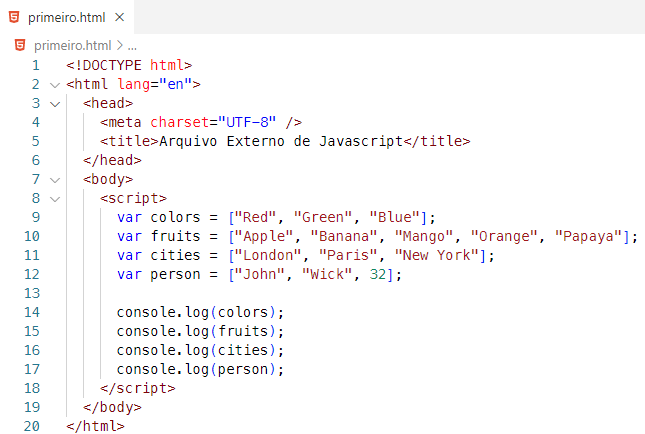 primeiro.html ×
primeiro.html > ...
1 <!DOCTYPE html>
2 <html lang="en">
3 <head>
4 <meta charset="UTF-8" />
5 <title>Arquivo Externo de Javascript</title>
6 </head>
7 <body>
8 <script>
9 var colors = ["Red", "Green", "Blue"];
10 var fruits = ["Apple", "Banana", "Mango", "Orange", "Papaya"];
11 var cities = ["London", "Paris", "New York"];
12 var person = ["John", "Wick", 32];
13
14 console.log(colors);
15 console.log(fruits);
16 console.log(cities);
17 console.log(person);
18 </script>
19 </body>
20 </html>